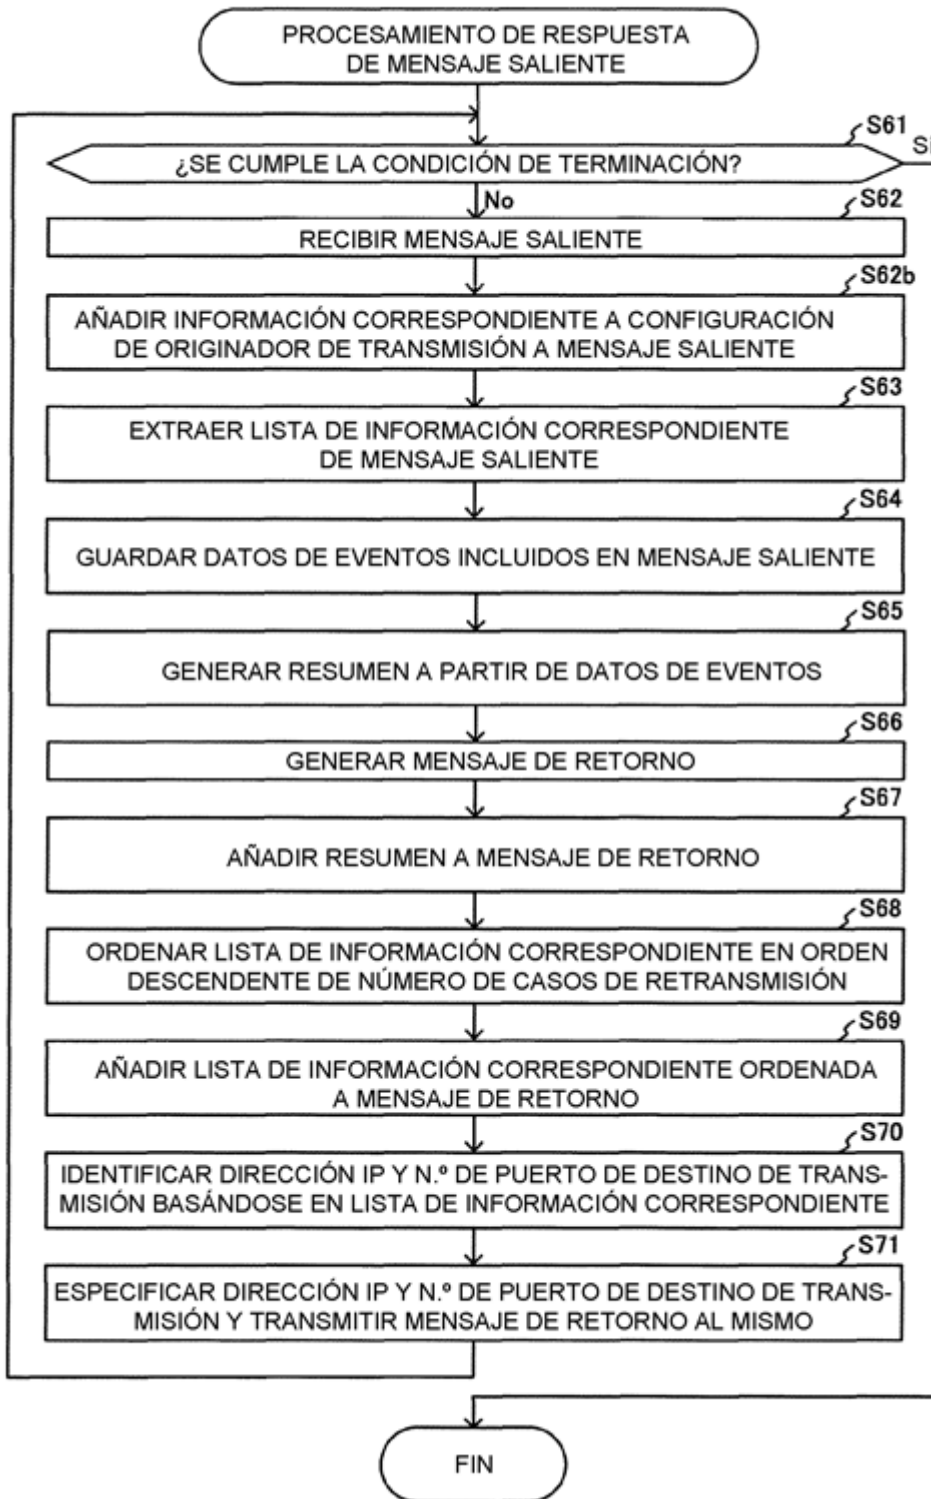 PROCESAMIENTO DE RESPUESTA
DE MENSAJE SALIENTE
S61
¿SE CUMPLE LA CONDICIÓN DE TERMINACIÓN?
No
S62
RECIBIR MENSAJE SALIENTE
S62b
AÑADIR INFORMACIÓN CORRESPONDIENTE A CONFIGURACIÓN
DE ORIGINADOR DE TRANSMISIÓN A MENSAJE SALIENTE
S63
EXTRAER LISTA DE INFORMACIÓN CORRESPONDIENTE
DE MENSAJE SALIENTE
S64
GUARDAR DATOS DE EVENTOS INCLUIDOS EN MENSAJE SALIENTE
S65
GENERAR RESUMEN A PARTIR DE DATOS DE EVENTOS
S66
GENERAR MENSAJE DE RETORNO
S67
AÑADIR RESUMEN A MENSAJE DE RETORNO
S68
ORDENAR LISTA DE INFORMACIÓN CORRESPONDIENTE EN ORDEN
DESCENDENTE DE NÚMERO DE CASOS DE RETRANSMISIÓN
S69
AÑADIR LISTA DE INFORMACIÓN CORRESPONDIENTE ORDENADA
A MENSAJE DE RETORNO
S70
IDENTIFICAR DIRECCIÓN IP Y N.º DE PUERTO DE DESTINO DE TRANS-
MISIÓN BASÁNDOSE EN LISTA DE INFORMACIÓN CORRESPONDIENTE
S71
ESPECIFICAR DIRECCIÓN IP Y N.º DE PUERTO DE DESTINO DE TRANS-
MISIÓN Y TRANSMITIR MENSAJE DE RETORNO AL MISMO
FIN